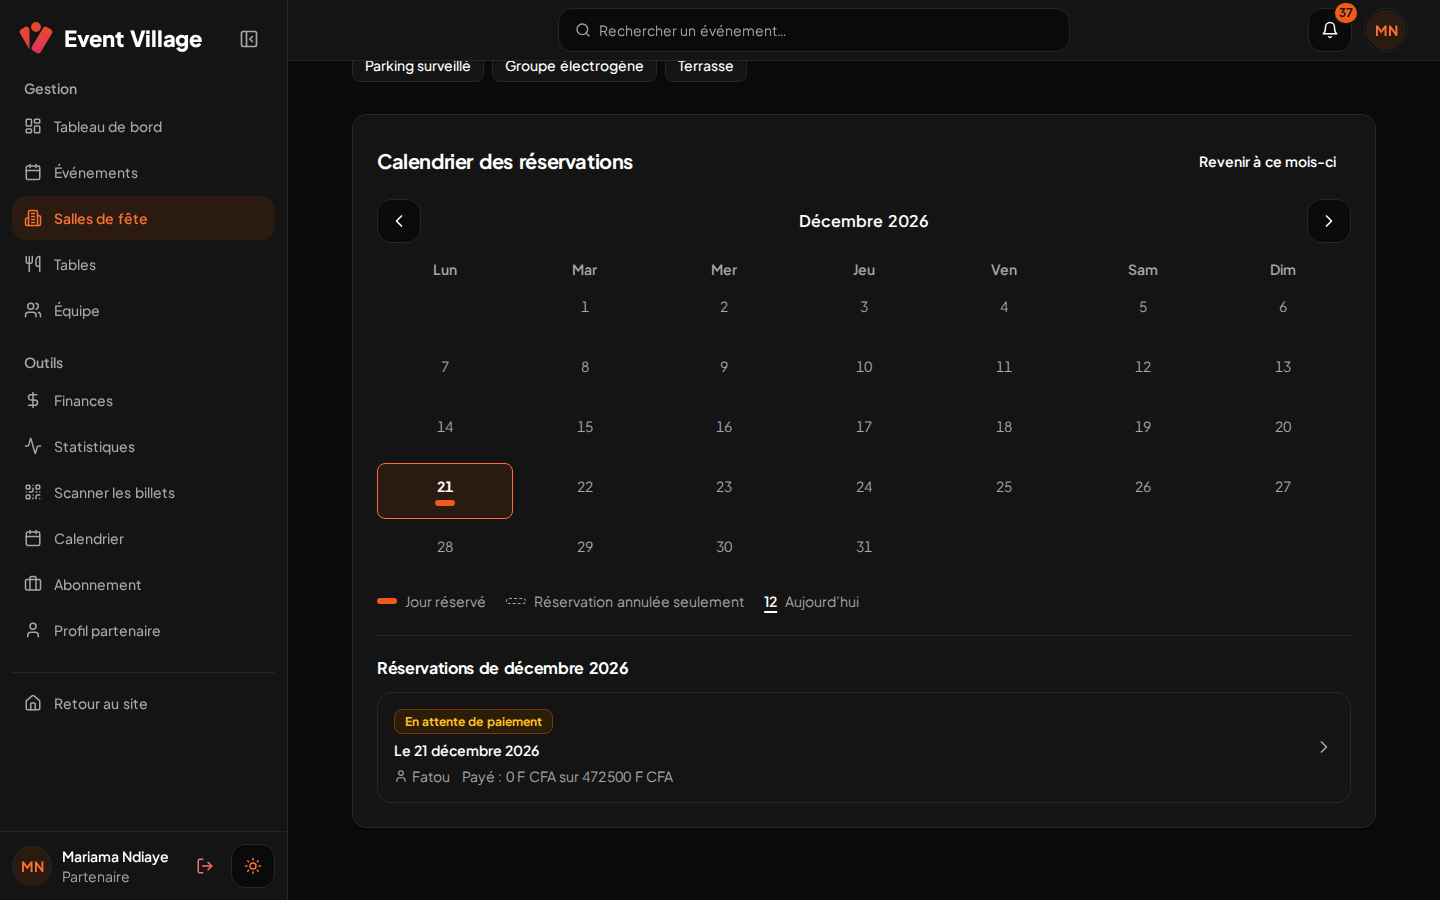 Event Village
Rechercher un événement...
37
MN
Gestion
Tableau de bord
Événements
Salles de fête
Tables
Équipe
Outils
Finances
Statistiques
Scanner les billets
Calendrier
Abonnement
Profil partenaire
Retour au site
MN
Mariama Ndiaye
Partenaire
Parking surveillé
Groupe électrogène
Terrasse
Calendrier des réservations
Revenir à ce mois-ci
Décembre 2026
Lun Mar Mer Jeu Ven Sam Dim
1 2 3 4 5 6
7 8 9 10 11 12 13
14 15 16 17 18 19 20
21 22 23 24 25 26 27
28 29 30 31
Jour réservé Réservation annulée seulement 12 Aujourd'hui
Réservations de décembre 2026
En attente de paiement
Le 21 décembre 2026
Fatou Payé : 0 F CFA sur 472 500 F CFA